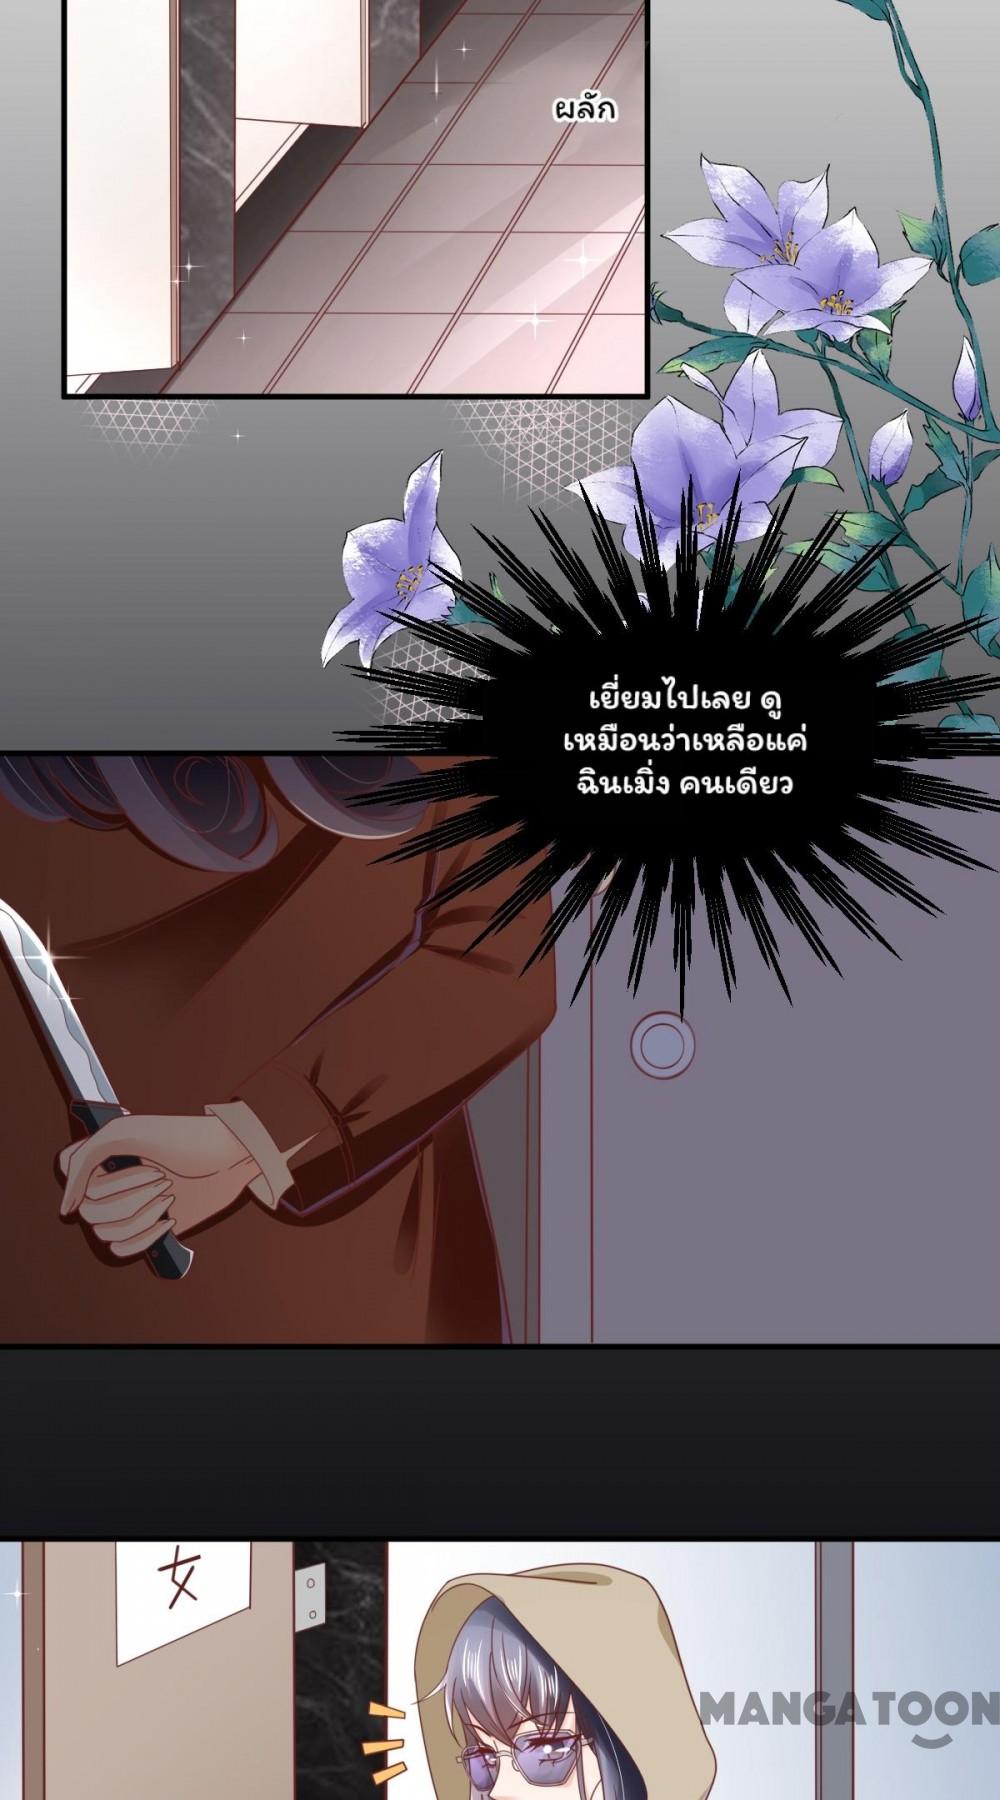 ผลัก
เยี่ยมไปเลย ดู
เหมือนว่าเหลือแค่
ฉินเมิ่ง คนเดียว
女
MANGATOON